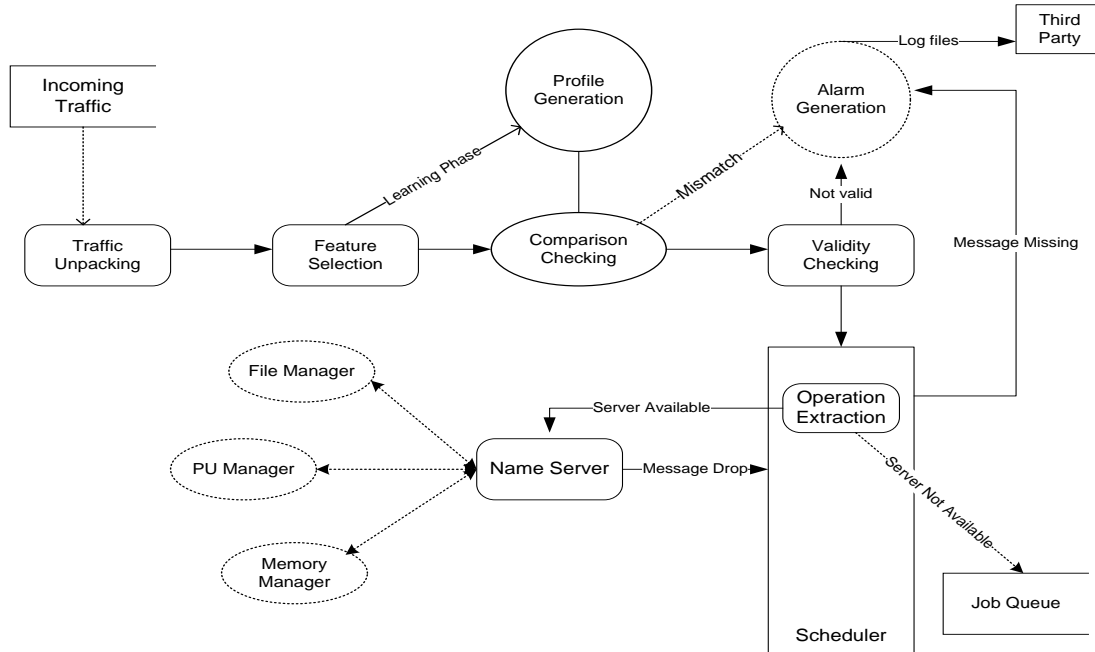 Third
Party
Log files
Incoming
Traffic
Profile
Generation
Alarm
Generation
Learning Phase
Mismatch
Not valid
Message Missing
Traffic
Unpacking
Feature
Selection
Comparison
Checking
Validity
Checking
File Manager
Server Available
Operation
Extraction
PU Manager
Name Server
Message Drop
Server Not Available
Memory
Manager
Job Queue
Scheduler